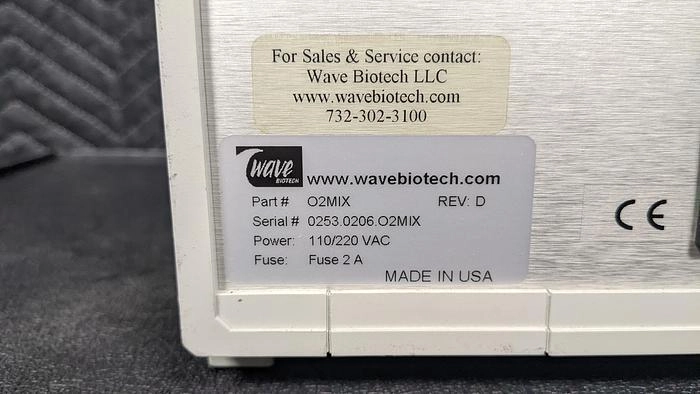 For Sales & Service contact:
Wave Biotech LLC
www.wavebiotech.com
732-302-3100
wave
BIOTECH
www.wavebiotech.com
Part # O2MIX REV: D
Serial # 0253.0206.O2MIX
Power: 110/220 VAC
Fuse: Fuse 2 A
MADE IN USA
CE